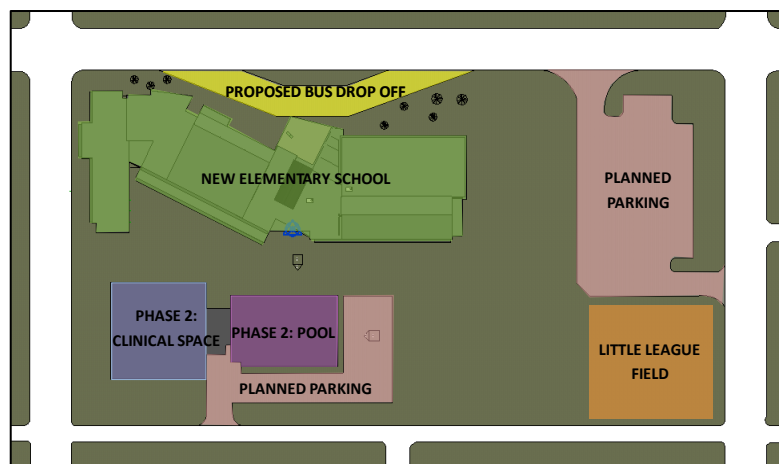 PROPOSED BUS DROP OFF
NEW ELEMENTARY SCHOOL
PLANNED
PARKING
PHASE 2:
CLINICAL SPACE
PHASE 2: POOL
PLANNED PARKING
LITTLE LEAGUE
FIELD